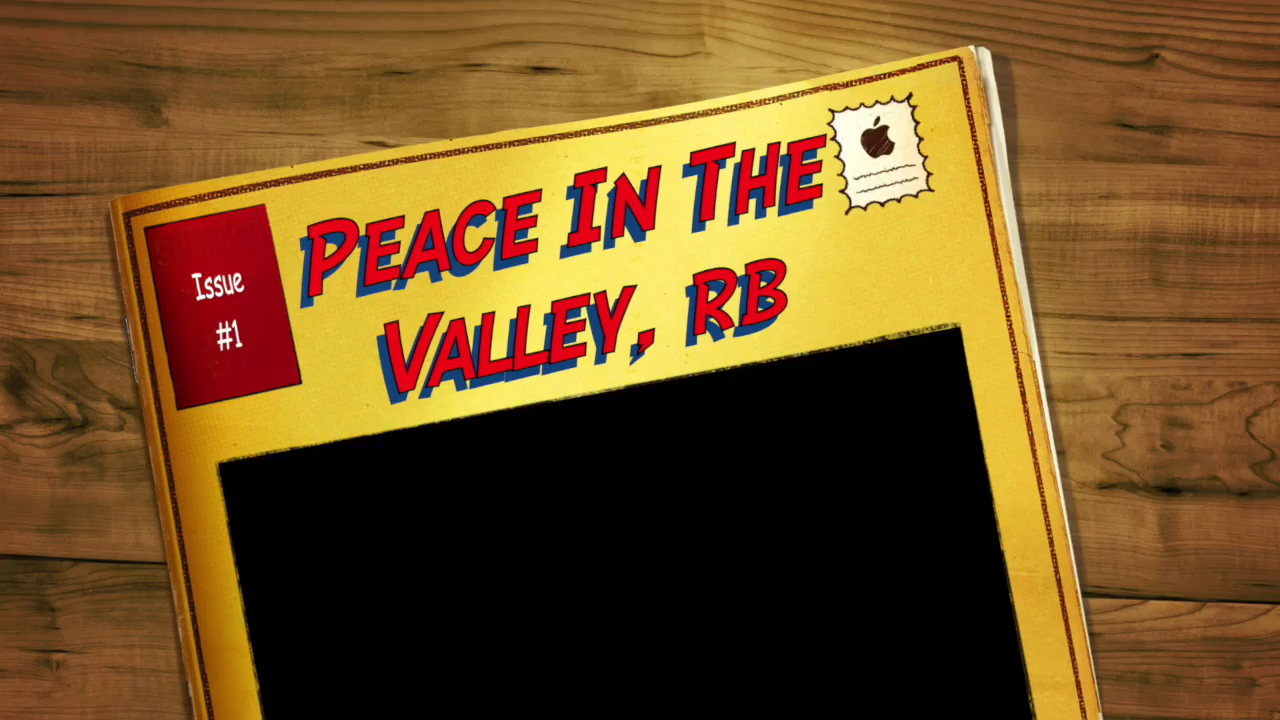 Issue
#1
PEACE IN THE
VALLEY, RB